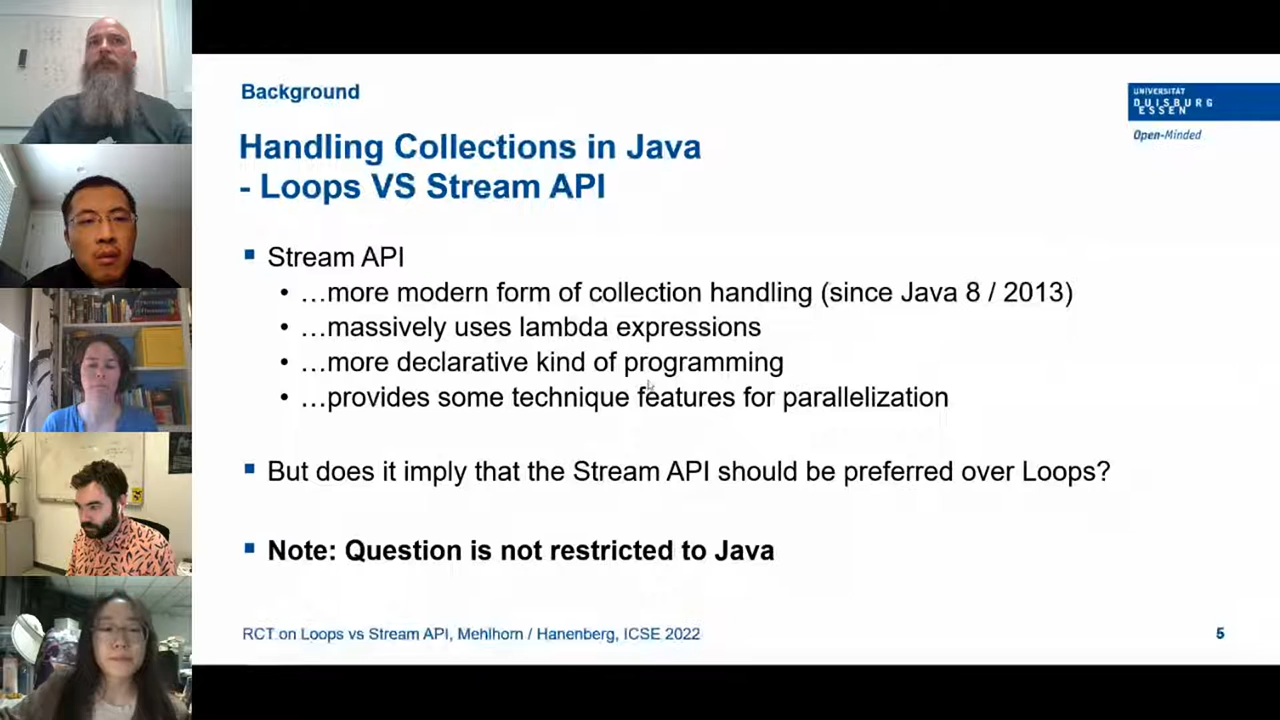 Background
UNIVERSITÄT
DUISBURG
ESSEN
Open-Minded
Handling Collections in Java
- Loops VS Stream API
Stream API
…more modern form of collection handling (since Java 8 / 2013)
…massively uses lambda expressions
…more declarative kind of programming
…provides some technique features for parallelization
But does it imply that the Stream API should be preferred over Loops?
Note: Question is not restricted to Java
RCT on Loops vs Stream API, Mehlhorn / Hanenberg, ICSE 2022
5